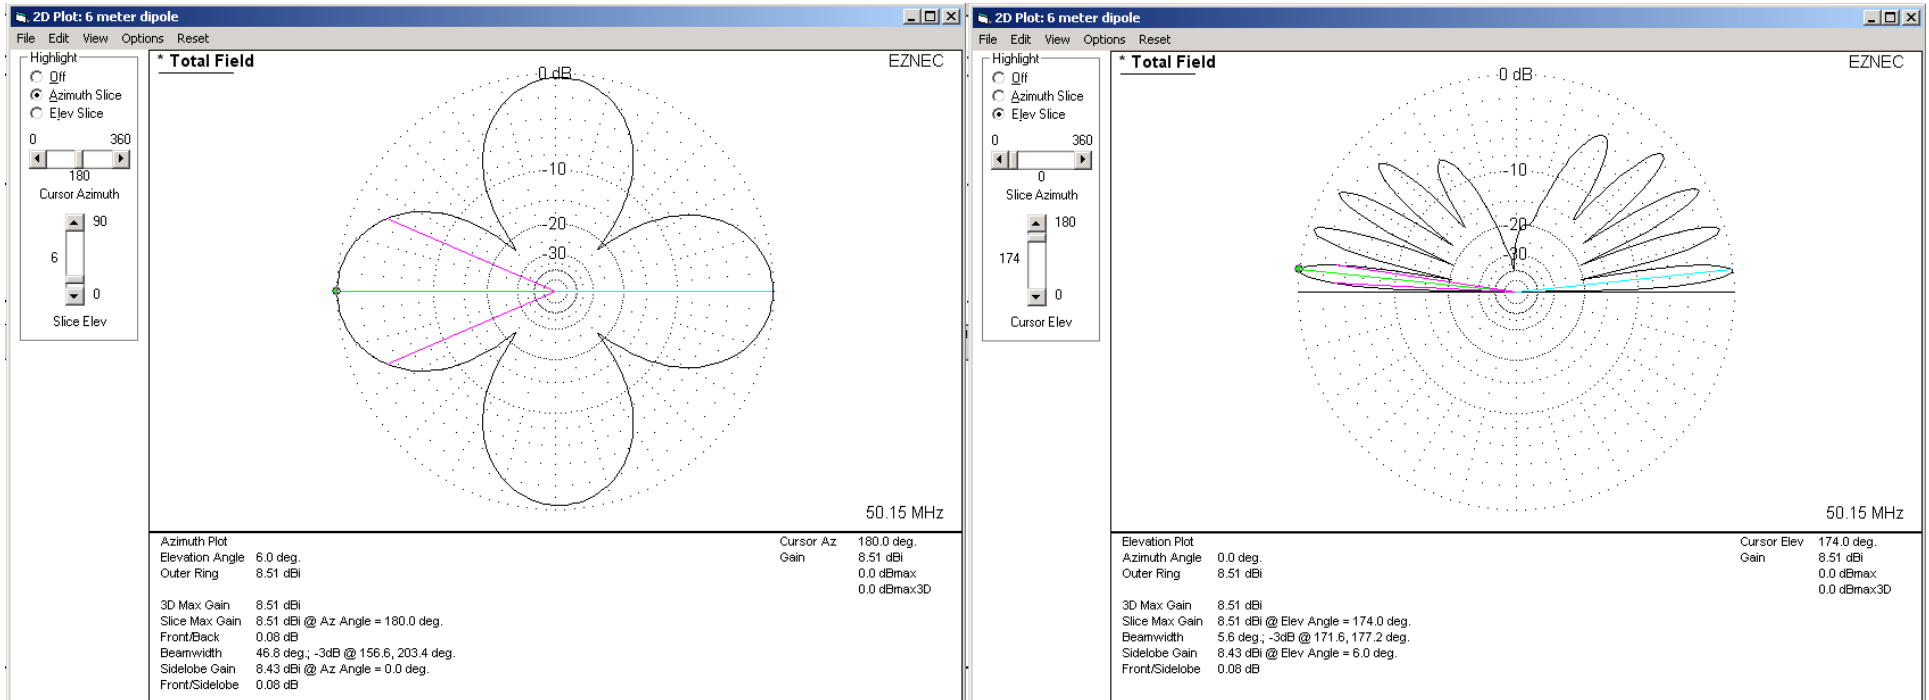 2D Plot: 6 meter dipole
File Edit View Options Reset
Highlight
Off
Azimuth Slice
Elev Slice
0 360
180
Cursor Azimuth
90
6
0
Slice Elev
* Total Field
EZNEC
0 dB
-10
-20
-30
50.15 MHz
Azimuth Plot
Elevation Angle 6.0 deg.
Outer Ring 8.51 dBi
3D Max Gain 8.51 dBi
Slice Max Gain 8.51 dBi @ Az Angle = 180.0 deg.
Front/Back 0.08 dB
Beamwidth 46.8 deg.; -3dB @ 156.6, 203.4 deg.
Sidelobe Gain 8.43 dBi @ Az Angle = 0.0 deg.
Front/Sidelobe 0.08 dB
Cursor Az 180.0 deg.
Gain 8.51 dBi
0.0 dBmax
0.0 dBmax3D
2D Plot: 6 meter dipole
File Edit View Options Reset
Highlight
Off
Azimuth Slice
Elev Slice
0 360
0
Slice Azimuth
180
174
0
Cursor Elev
* Total Field
EZNEC
0 dB
-10
-20
-30
50.15 MHz
Elevation Plot
Azimuth Angle 0.0 deg.
Outer Ring 8.51 dBi
3D Max Gain 8.51 dBi
Slice Max Gain 8.51 dBi @ Elev Angle = 174.0 deg.
Beamwidth 5.6 deg.; -3dB @ 171.6, 177.2 deg.
Sidelobe Gain 8.43 dBi @ Elev Angle = 6.0 deg.
Front/Sidelobe 0.08 dB
Cursor Elev 174.0 deg.
Gain 8.51 dBi
0.0 dBmax
0.0 dBmax3D